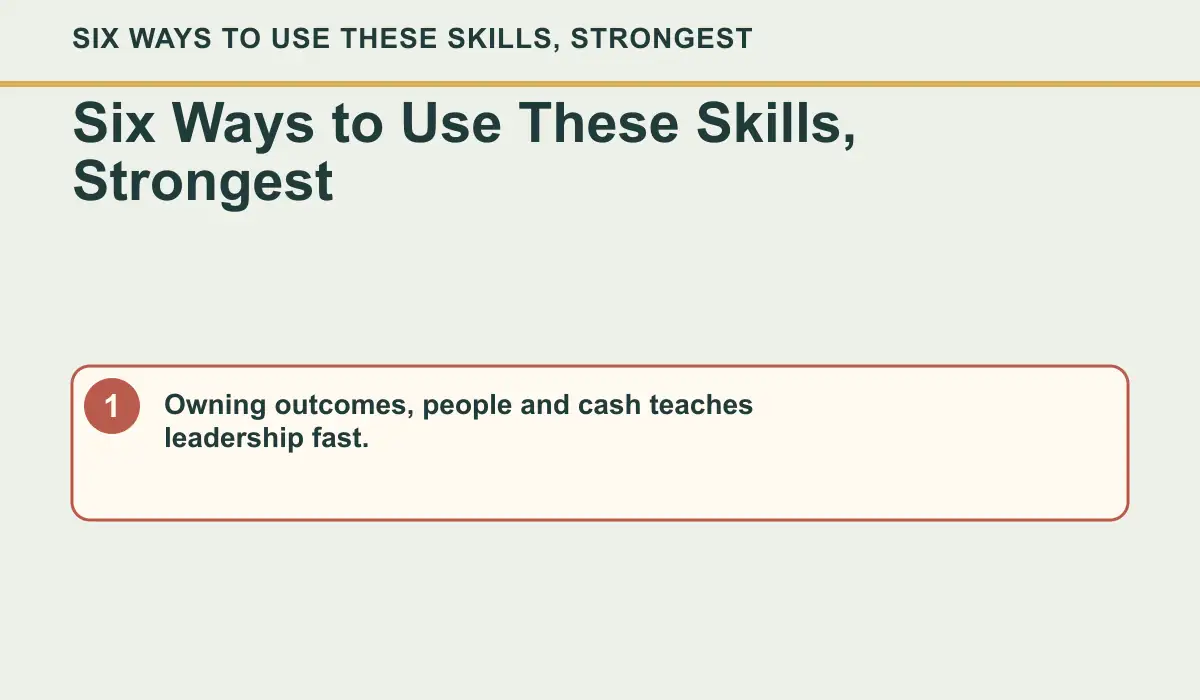 SIX WAYS TO USE THESE SKILLS, STRONGEST
Six Ways to Use These Skills,
Strongest
1
Owning outcomes, people and cash teaches
leadership fast.